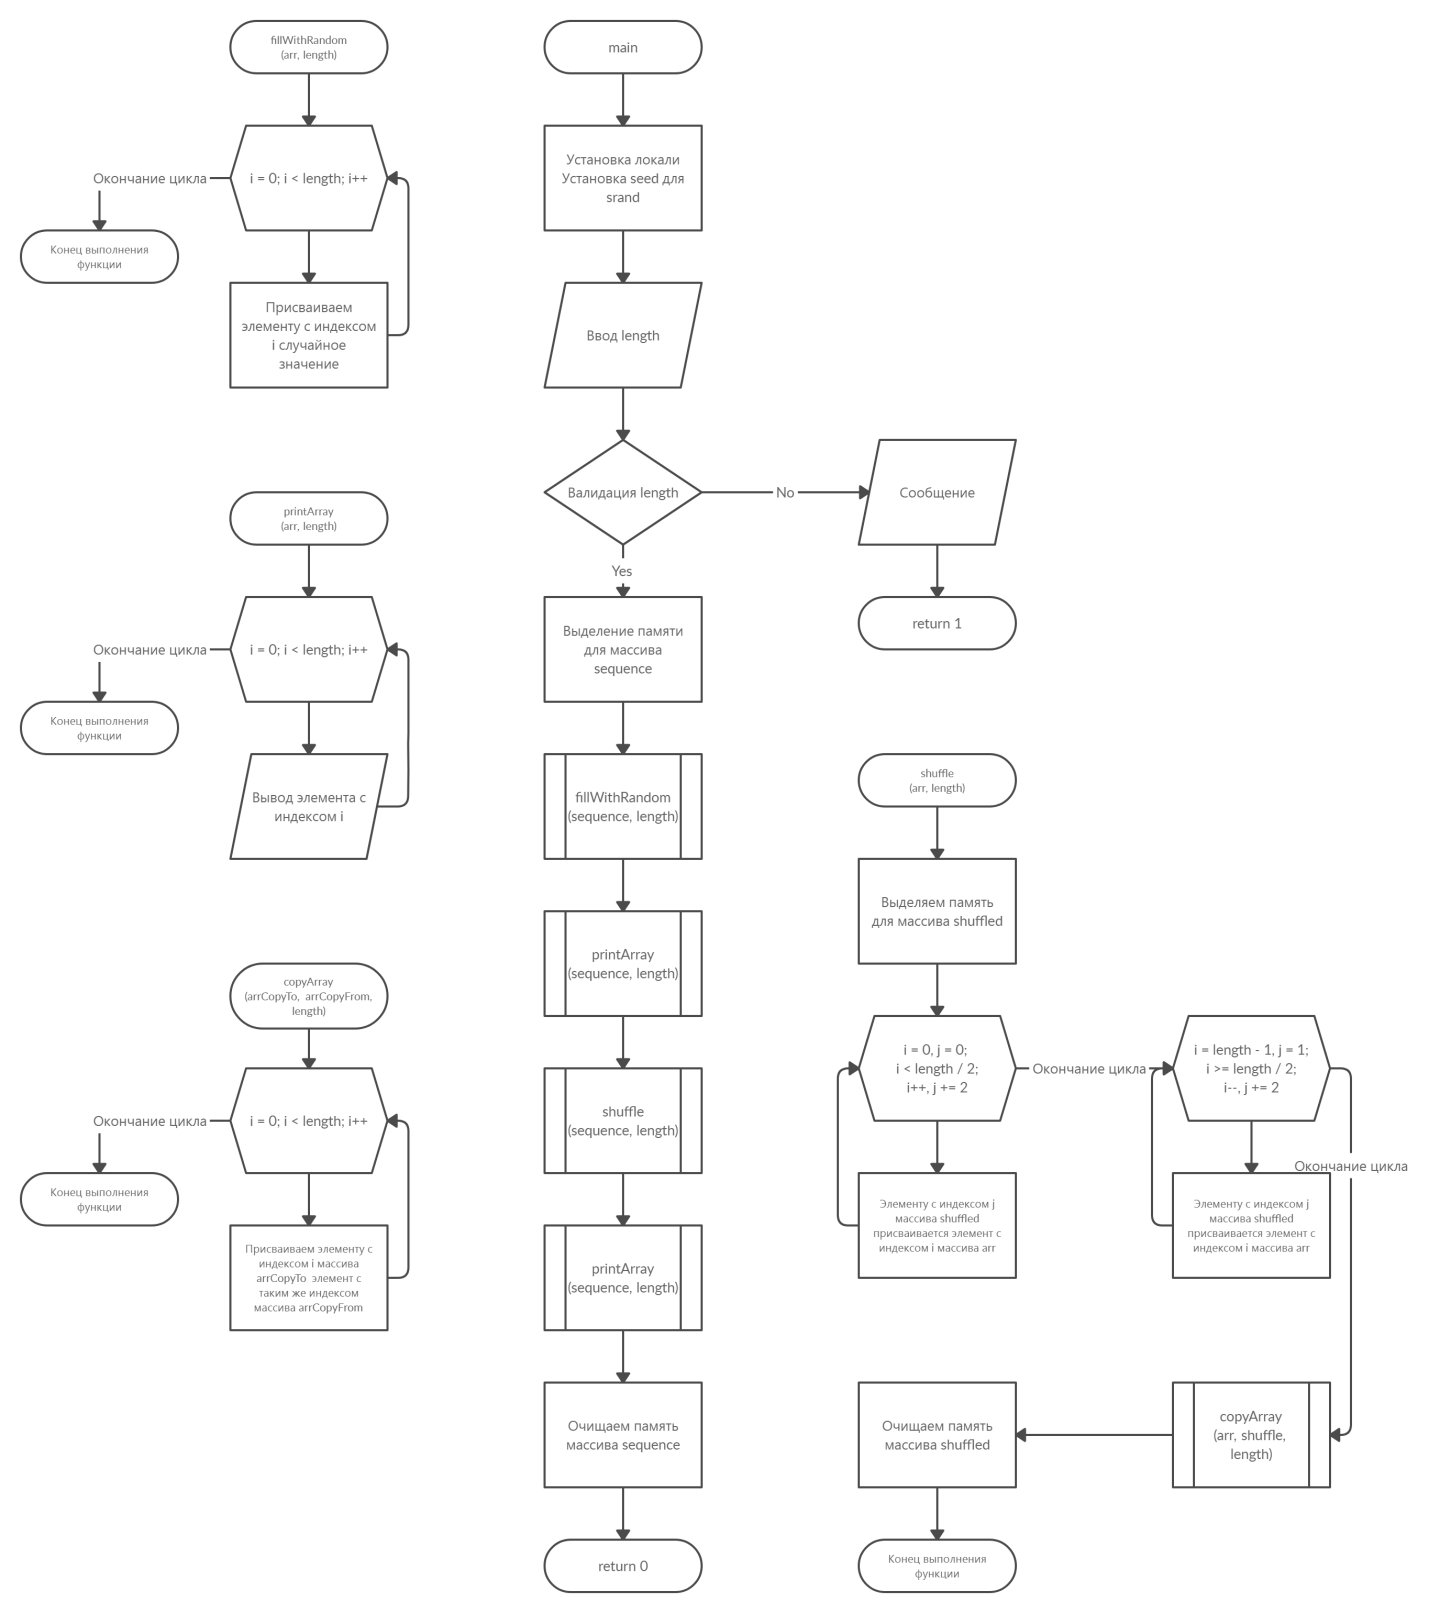 fillWithRandom
(arr, length)
i = 0; i < length; i++
Окончание цикла
Конец выполнения
функции
Присваиваем
элементу с индексом
i случайное
значение
printArray
(arr, length)
i = 0; i < length; i++
Окончание цикла
Конец выполнения
функции
Вывод элемента с
индексом i
copyArray
(arrCopyTo, arrCopyFrom,
length)
i = 0; i < length; i++
Окончание цикла
Конец выполнения
функции
Присваиваем элементу с
индексом i массива
arrCopyTo элемент с
таким же индексом
массива arrCopyFrom
main
Установка локали
Установка seed для
srand
Ввод length
Валидация length
No
Сообщение
return 1
Yes
Выделение памяти
для массива
sequence
fillWithRandom
(sequence, length)
printArray
(sequence, length)
shuffle
(sequence, length)
printArray
(sequence, length)
Очищаем память
массива sequence
return 0
shuffle
(arr, length)
Выделяем память
для массива shuffled
i = 0, j = 0;
i < length / 2;
i++, j += 2
Окончание цикла
Элементу с индексом j
массива shuffled
присваивается элемент с
индексом i массива arr
i = length - 1, j = 1;
i >= length / 2;
i--, j += 2
Окончание цикла
Элементу с индексом j
массива shuffled
присваивается элемент с
индексом i массива arr
copyArray
(arr, shuffle,
length)
Очищаем память
массива shuffled
Конец выполнения
функции